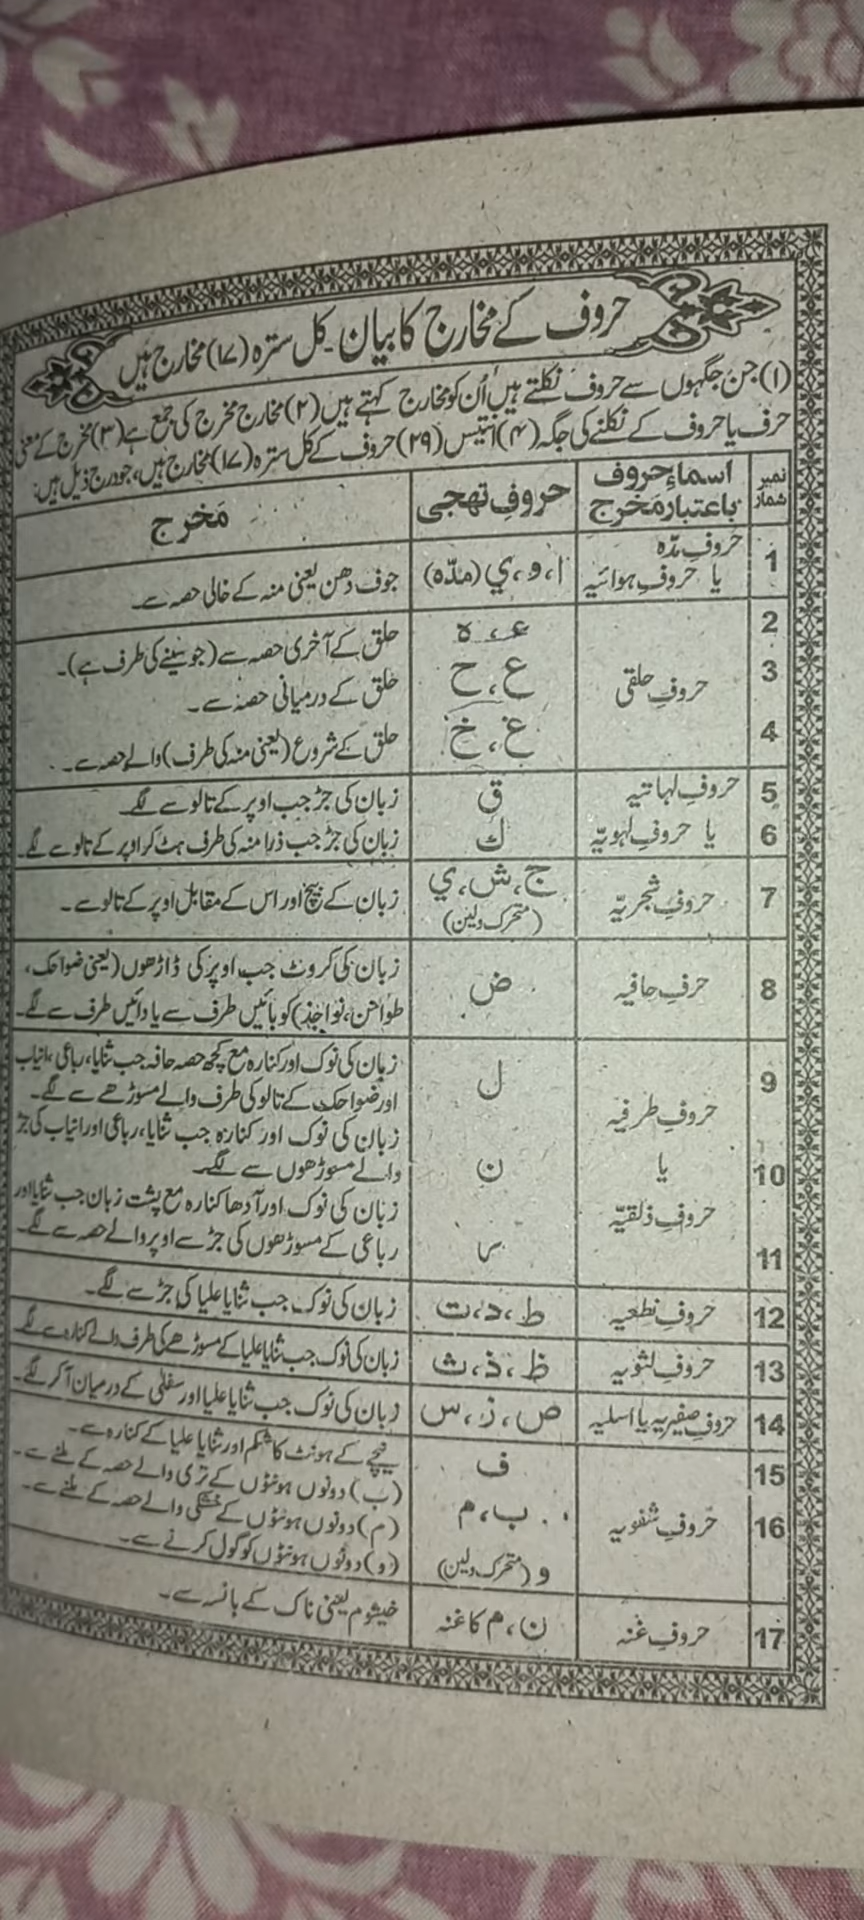 حروف کے مخارج کا بیان۔ کل سترہ (۱۷) مخارج ہیں
(۱) جن جگہوں سے حروف نکلتے ہیں اُن کو مخارج کہتے ہیں (۲) مخارج مخرج کی جمع ہے (۳) مخرج کے معنی
حرف یا حروف کے نکلنے کی جگہ (۴) انتیس (۲۹) حروف کے کل سترہ (۱۷) مخارج ہیں، جو درج ذیل ہیں:
نمبر شمار اسماءِ حروف باعتبار مَخرج حروفِ تهجی مَخرج
1 حروفِ مدّہ یا حروفِ ہوائیہ ا، و، ي (مدّہ) جوف دھن یعنی منہ کے خالی حصہ سے۔
2 ء، ہ حلق کے آخری حصہ سے (جو سینے کی طرف ہے)۔
3 حروفِ حلقی ع، ح حلق کے درمیانی حصہ سے۔
4 غ، خ حلق کے شروع (یعنی منہ کی طرف) والے حصہ سے۔
5 حروفِ لہاتیہ ق زبان کی جڑ جب اوپر کے تالو سے لگے۔
6 یا حروفِ لہویّہ ك زبان کی جڑ جب ذرا منہ کی طرف ہٹ کر اوپر کے تالو سے لگے۔
7 حروفِ شجریّہ ج، ش، ي (متحرک ولین) زبان کے بیچ اور اس کے مقابل اوپر کے تالو سے۔
8 حرفِ حافیہ ض زبان کی کروٹ جب اوپر کی ڈاڑھوں (یعنی ضواحک،
طواحن، نواجذ) کو بائیں طرف سے یا دائیں طرف سے لگے۔
9 ل زبان کی نوک اور کنارہ مع کچھ حصہ حافہ جب ثنایا، رباعی، انیاب
اور ضواحک کے تالو کی طرف والے مسوڑھے سے لگے۔
حروفِ طرفیہ زبان کی نوک اور کنارہ جب ثنایا، رباعی اور انیاب کی جڑ
10 یا ن والے مسوڑھوں سے لگے۔
حروفِ ذلقیّہ زبان کی نوک اور آدھا کنارہ مع پشت زبان جب ثنایا اور
11 ر رباعی کے مسوڑھوں کی جڑ سے اوپر والے حصہ سے لگے۔
12 حروفِ نطعیہ ط، د، ت زبان کی نوک جب ثنایا علیا کی جڑ سے لگے۔
13 حروفِ لثویہ ظ، ذ، ث زبان کی نوک جب ثنایا علیا کے مسوڑھے کی طرف والے کنارہ سے لگے
14 حروفِ صفیریہ یا اسلیہ ص، ز، س زبان کی نوک جب ثنایا علیا اور سفلیٰ کے درمیان آ کر لگے۔
15 ف نیچے کے ہونٹ کا شکم اور ثنایا علیا کے کنارہ سے۔
16 حروفِ شفویہ ب، م (ب) دونوں ہونٹوں کے تری والے حصہ کے ملنے سے۔
(م) دونوں ہونٹوں کے خشکی والے حصہ کے ملنے سے۔
و (متحرک ولین) (و) دونوں ہونٹوں کو گول کرنے سے۔
17 حروفِ غنہ ن، م کا غنہ خیشوم یعنی ناک کے بانسہ سے۔